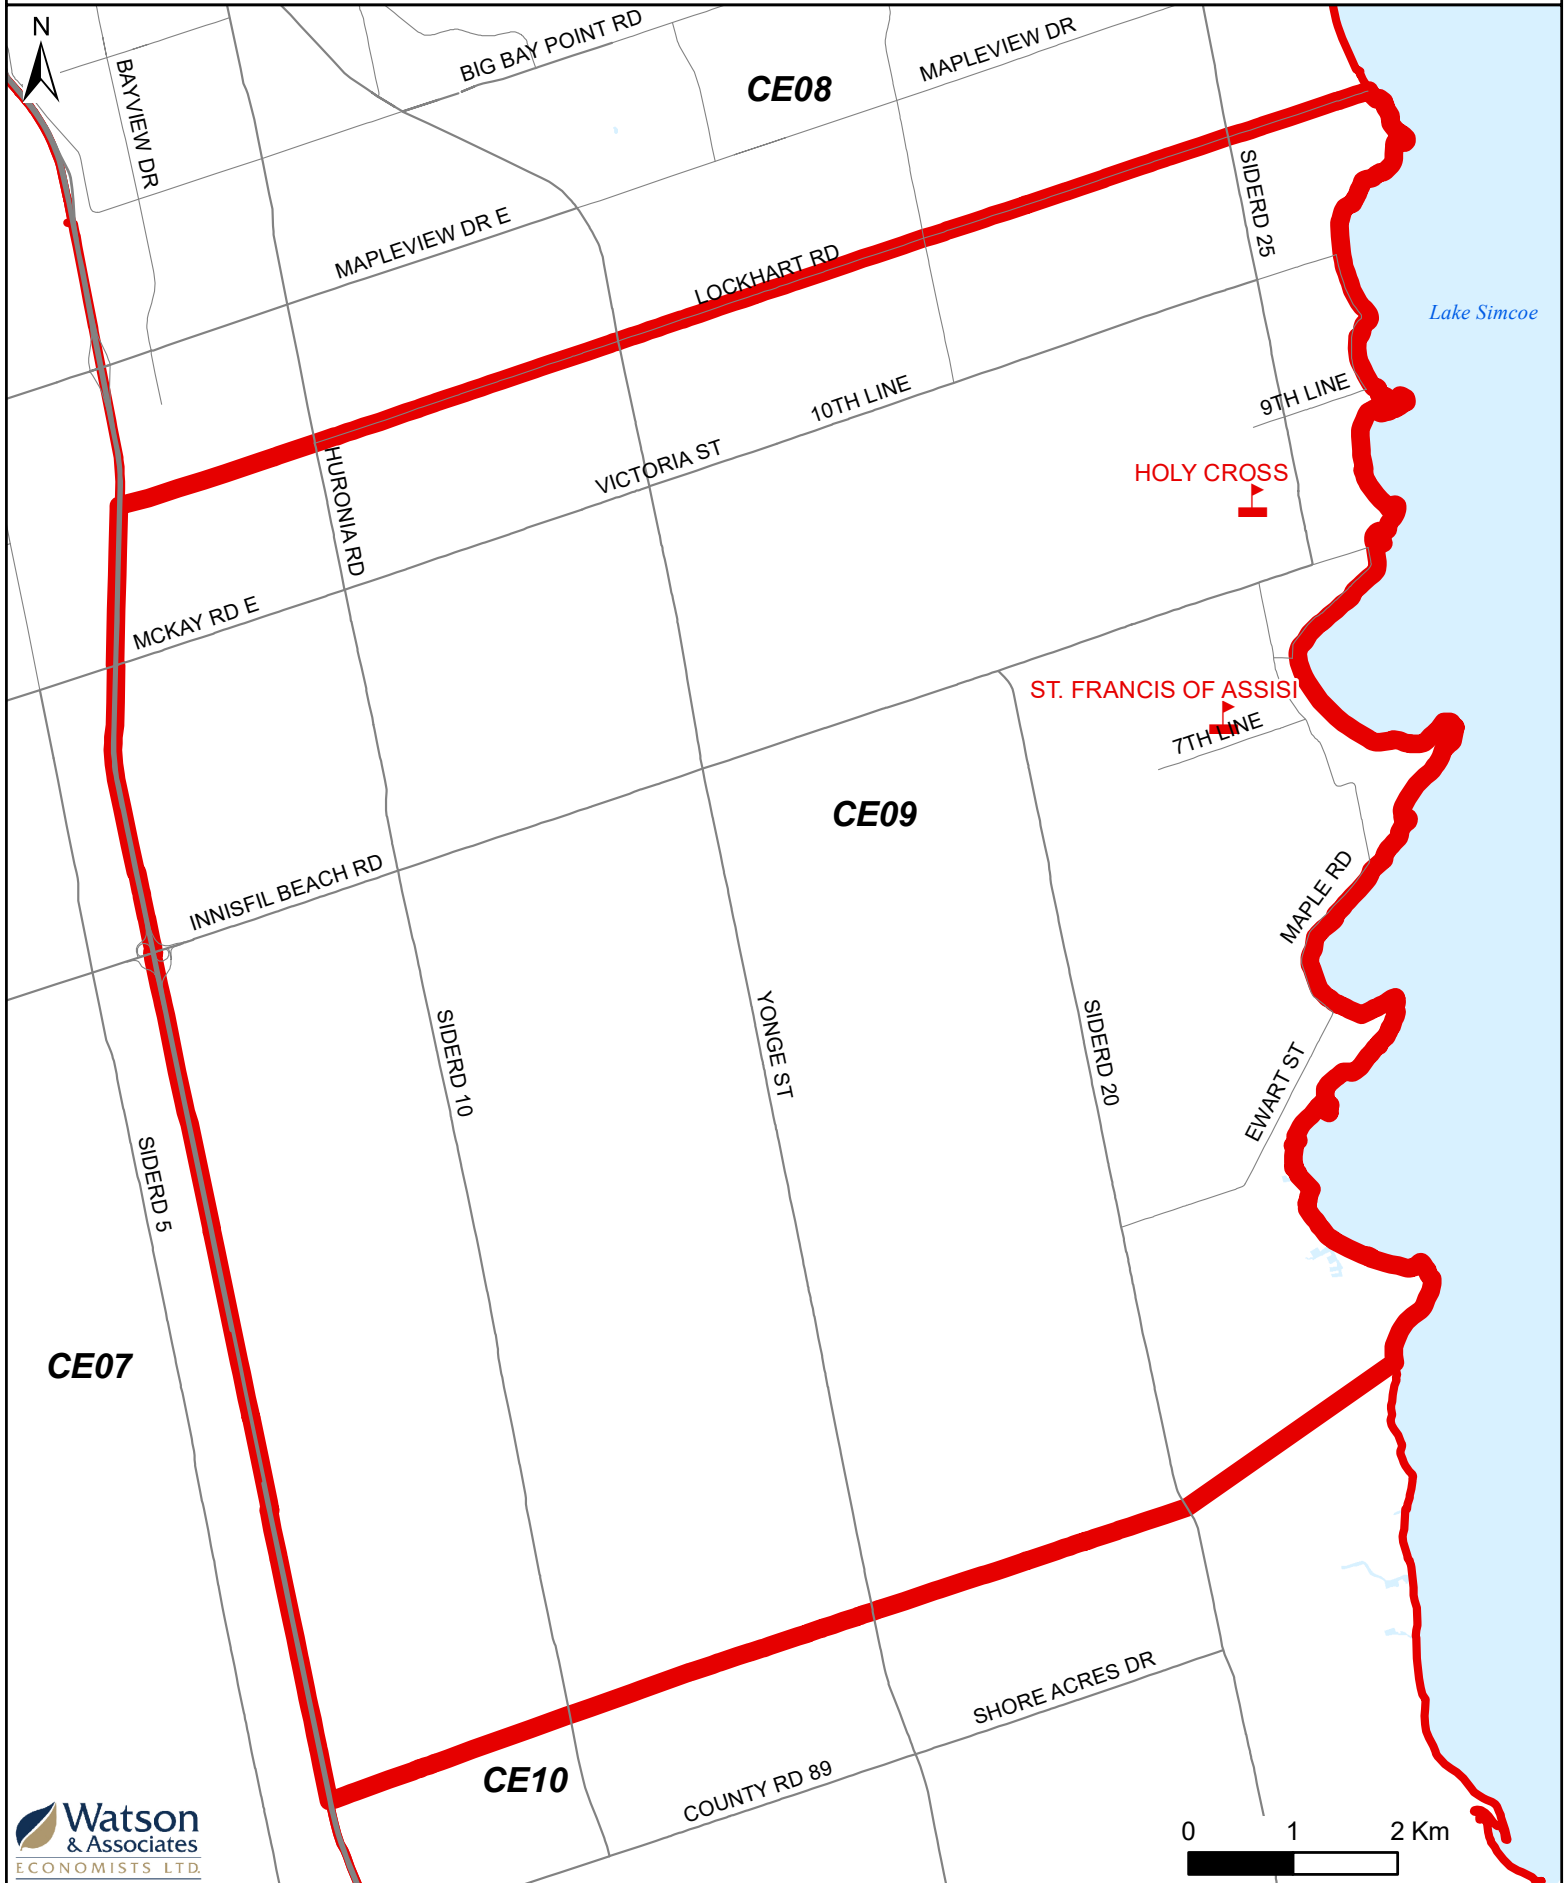 N
BIG BAY POINT RD
MAPLEVIEW DR
BAYVIEW DR
CE08
SIDERD 25
MAPLEVIEW DR E
LOCKHART RD
Lake Simcoe
10TH LINE
9TH LINE
VICTORIA ST
HURONIA RD
HOLY CROSS
MCKAY RD E
ST. FRANCIS OF ASSISI
7TH LINE
CE09
INNISFIL BEACH RD
MAPLE RD
SIDERD 10
YONGE ST
SIDERD 20
EWART ST
SIDERD 5
CE07
SHORE ACRES DR
CE10
COUNTY RD 89
Watson
& Associates
ECONOMISTS LTD.
0 1 2 Km